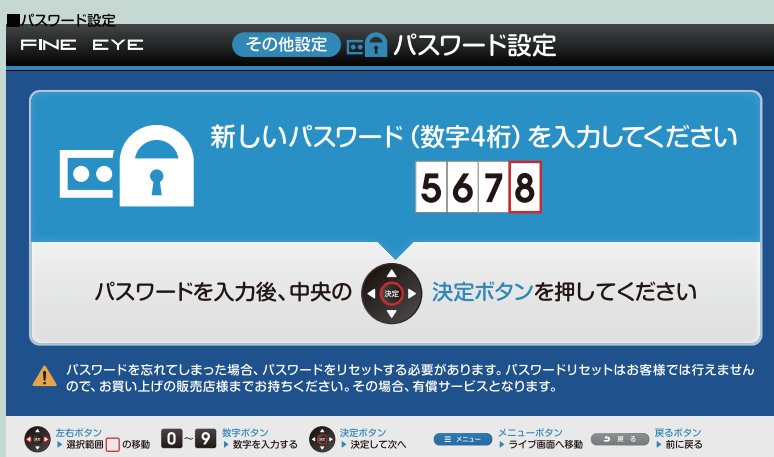 ■パスワード設定
FINE EYE
その他設定 パスワード設定
新しいパスワード（数字4桁）を入力してください
5678
パスワードを入力後、中央の 決定 決定ボタンを押してください
パスワードを忘れてしまった場合、パスワードをリセットする必要があります。パスワードリセットはお客様では行えません
ので、お買い上げの販売店様までお持ちください。その場合、有償サービスとなります。
決定 左右ボタン
▶ 選択範囲 の移動
0～9 数字ボタン
▶ 数字を入力する
決定 決定ボタン
▶ 決定して次へ
☰ メニュー メニューボタン
▶ ライブ画面へ移動
戻る 戻るボタン
▶ 前に戻る